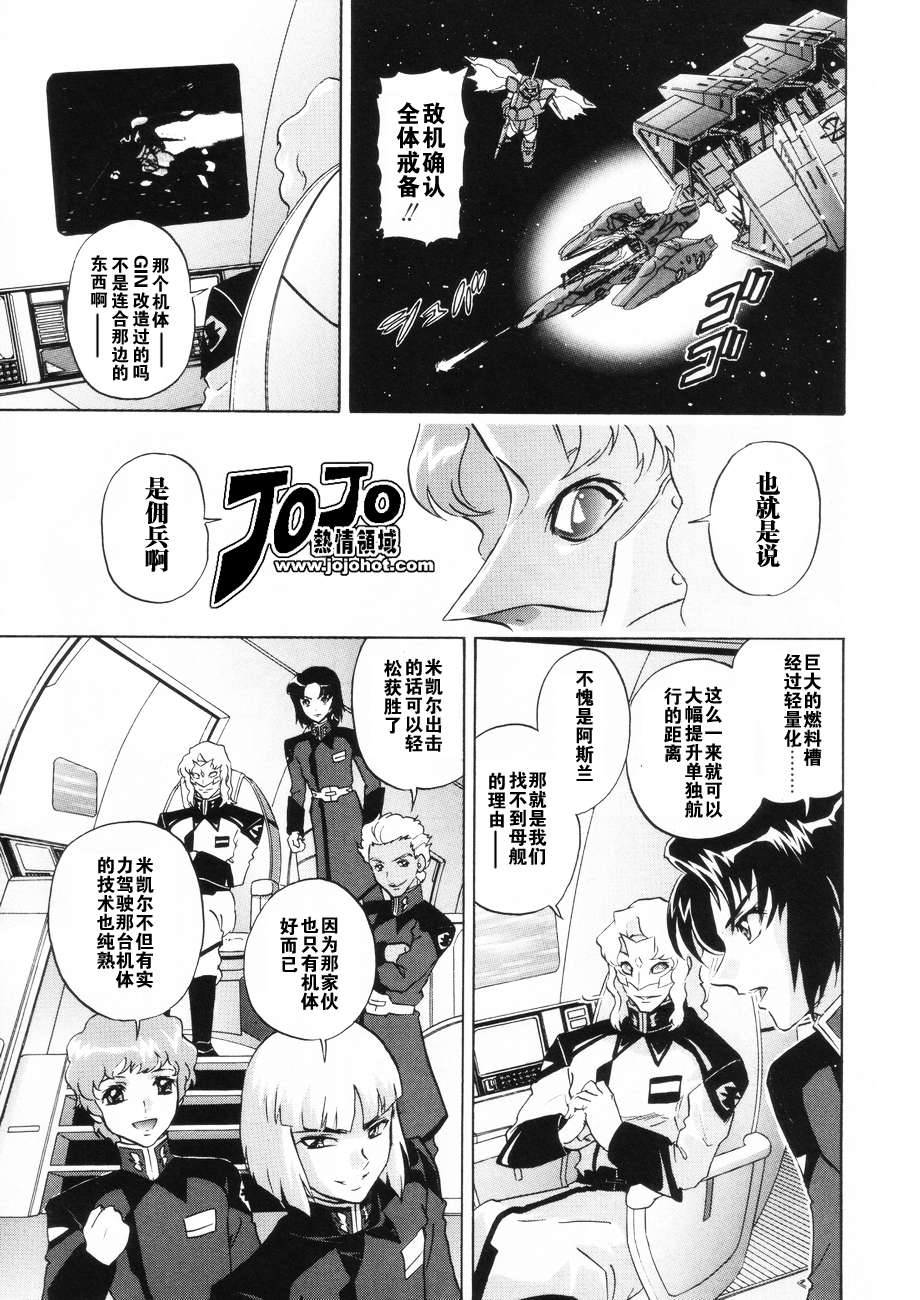 敌机确认
全体戒备!!
ゴゴ
シュウゥゥ
那个机体——
GIN改造过的吗
不是连合那边的
东西啊——
也就是说
是佣兵啊
JOJO
熱情領域
www.jojohot.com
巨大的燃料槽
经过轻量化……
这么一来就可以
大幅提升单独航
行的距离
不愧是阿斯兰
那就是我们
找不到母舰
的理由——
米凯尔出击
的话可以轻
松获胜了
因为那家伙
也只有机体
好而已
米凯尔不但有实
力驾驶那台机体
的技术也纯熟